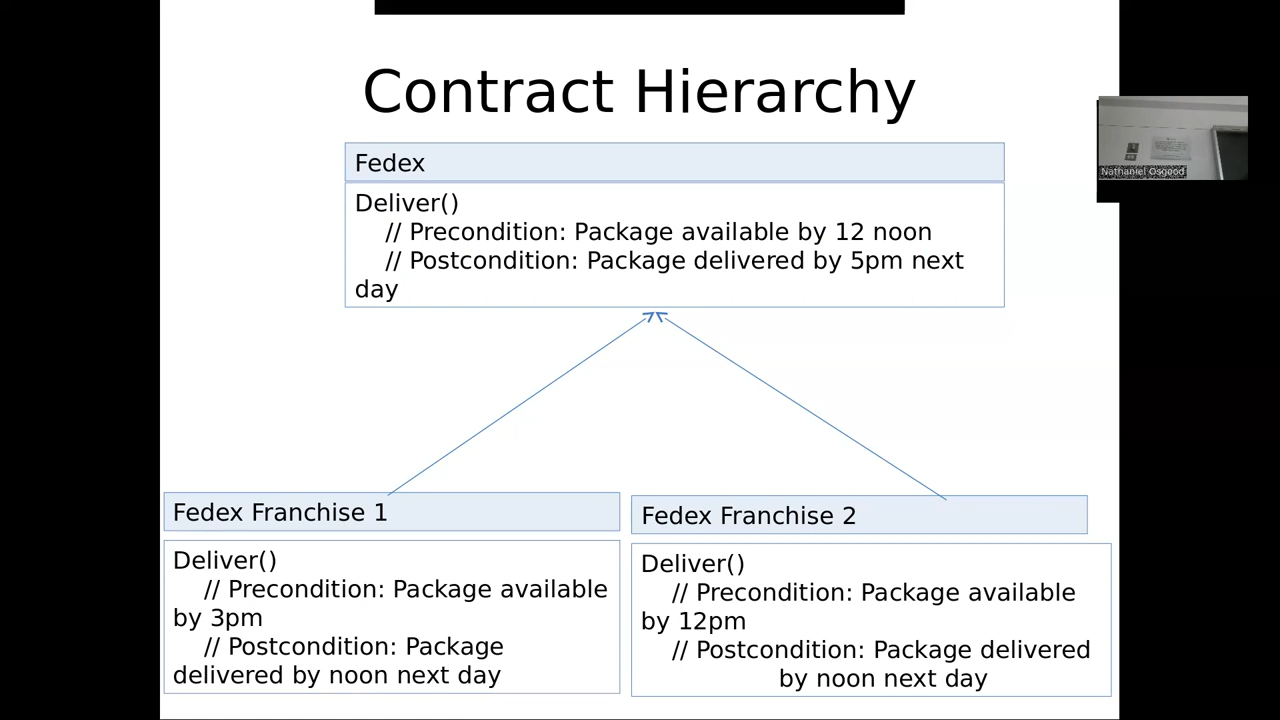 Contract Hierarchy
Fedex
Deliver()
// Precondition: Package available by 12 noon
// Postcondition: Package delivered by 5pm next
day
Nathaniel Osgood
Fedex Franchise 1
Deliver()
// Precondition: Package available
by 3pm
// Postcondition: Package
delivered by noon next day
Fedex Franchise 2
Deliver()
// Precondition: Package available
by 12pm
// Postcondition: Package delivered
by noon next day